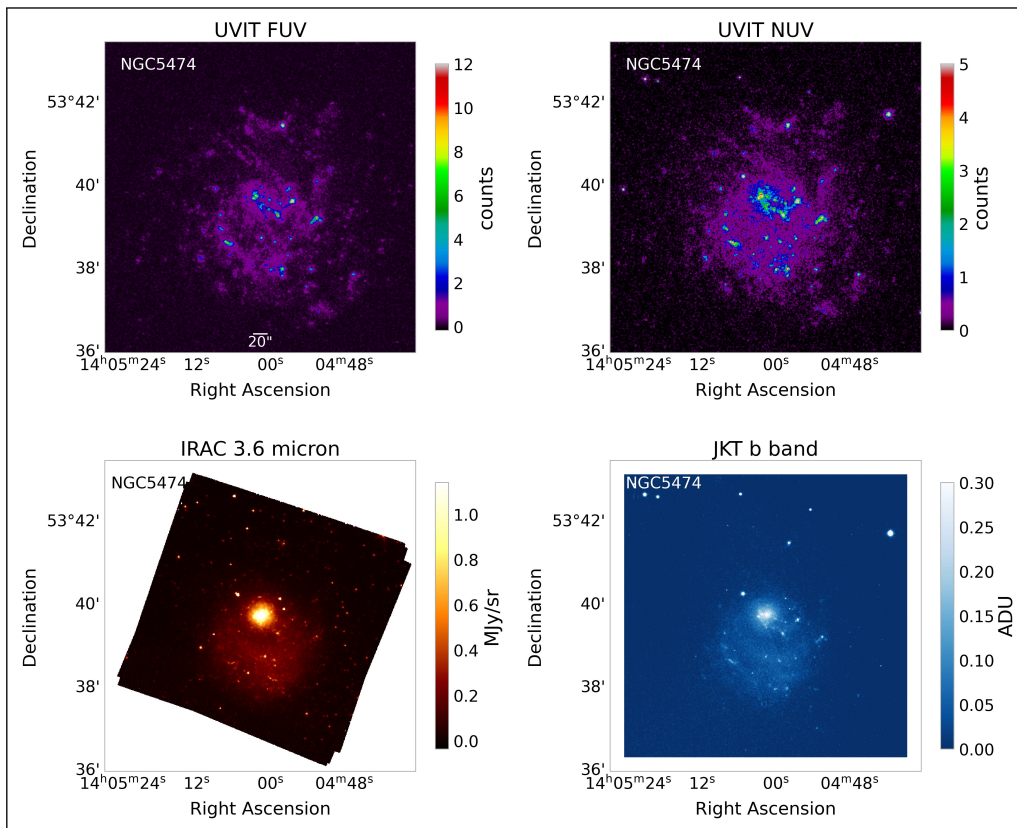 UVIT FUV
NGC5474
53°42'
40'
38'
36'
Declination
20"
14ʰ05ᵐ24ˢ 12ˢ 00ˢ 04ᵐ48ˢ
Right Ascension
12
10
8
6
4
2
0
counts
UVIT NUV
NGC5474
53°42'
40'
38'
36'
Declination
14ʰ05ᵐ24ˢ 12ˢ 00ˢ 04ᵐ48ˢ
Right Ascension
5
4
3
2
1
0
counts
IRAC 3.6 micron
NGC5474
53°42'
40'
38'
36'
Declination
14ʰ05ᵐ24ˢ 12ˢ 00ˢ 04ᵐ48ˢ
Right Ascension
1.0
0.8
0.6
0.4
0.2
0.0
MJy/sr
JKT b band
NGC5474
53°42'
40'
38'
36'
Declination
14ʰ05ᵐ24ˢ 12ˢ 00ˢ 04ᵐ48ˢ
Right Ascension
0.30
0.25
0.20
0.15
0.10
0.05
0.00
ADU